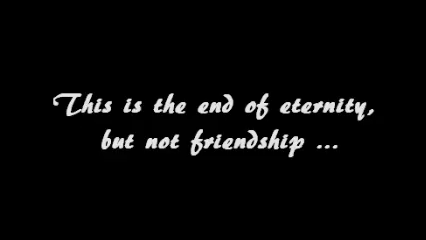 This is the end of eternity,
but not friendship ...